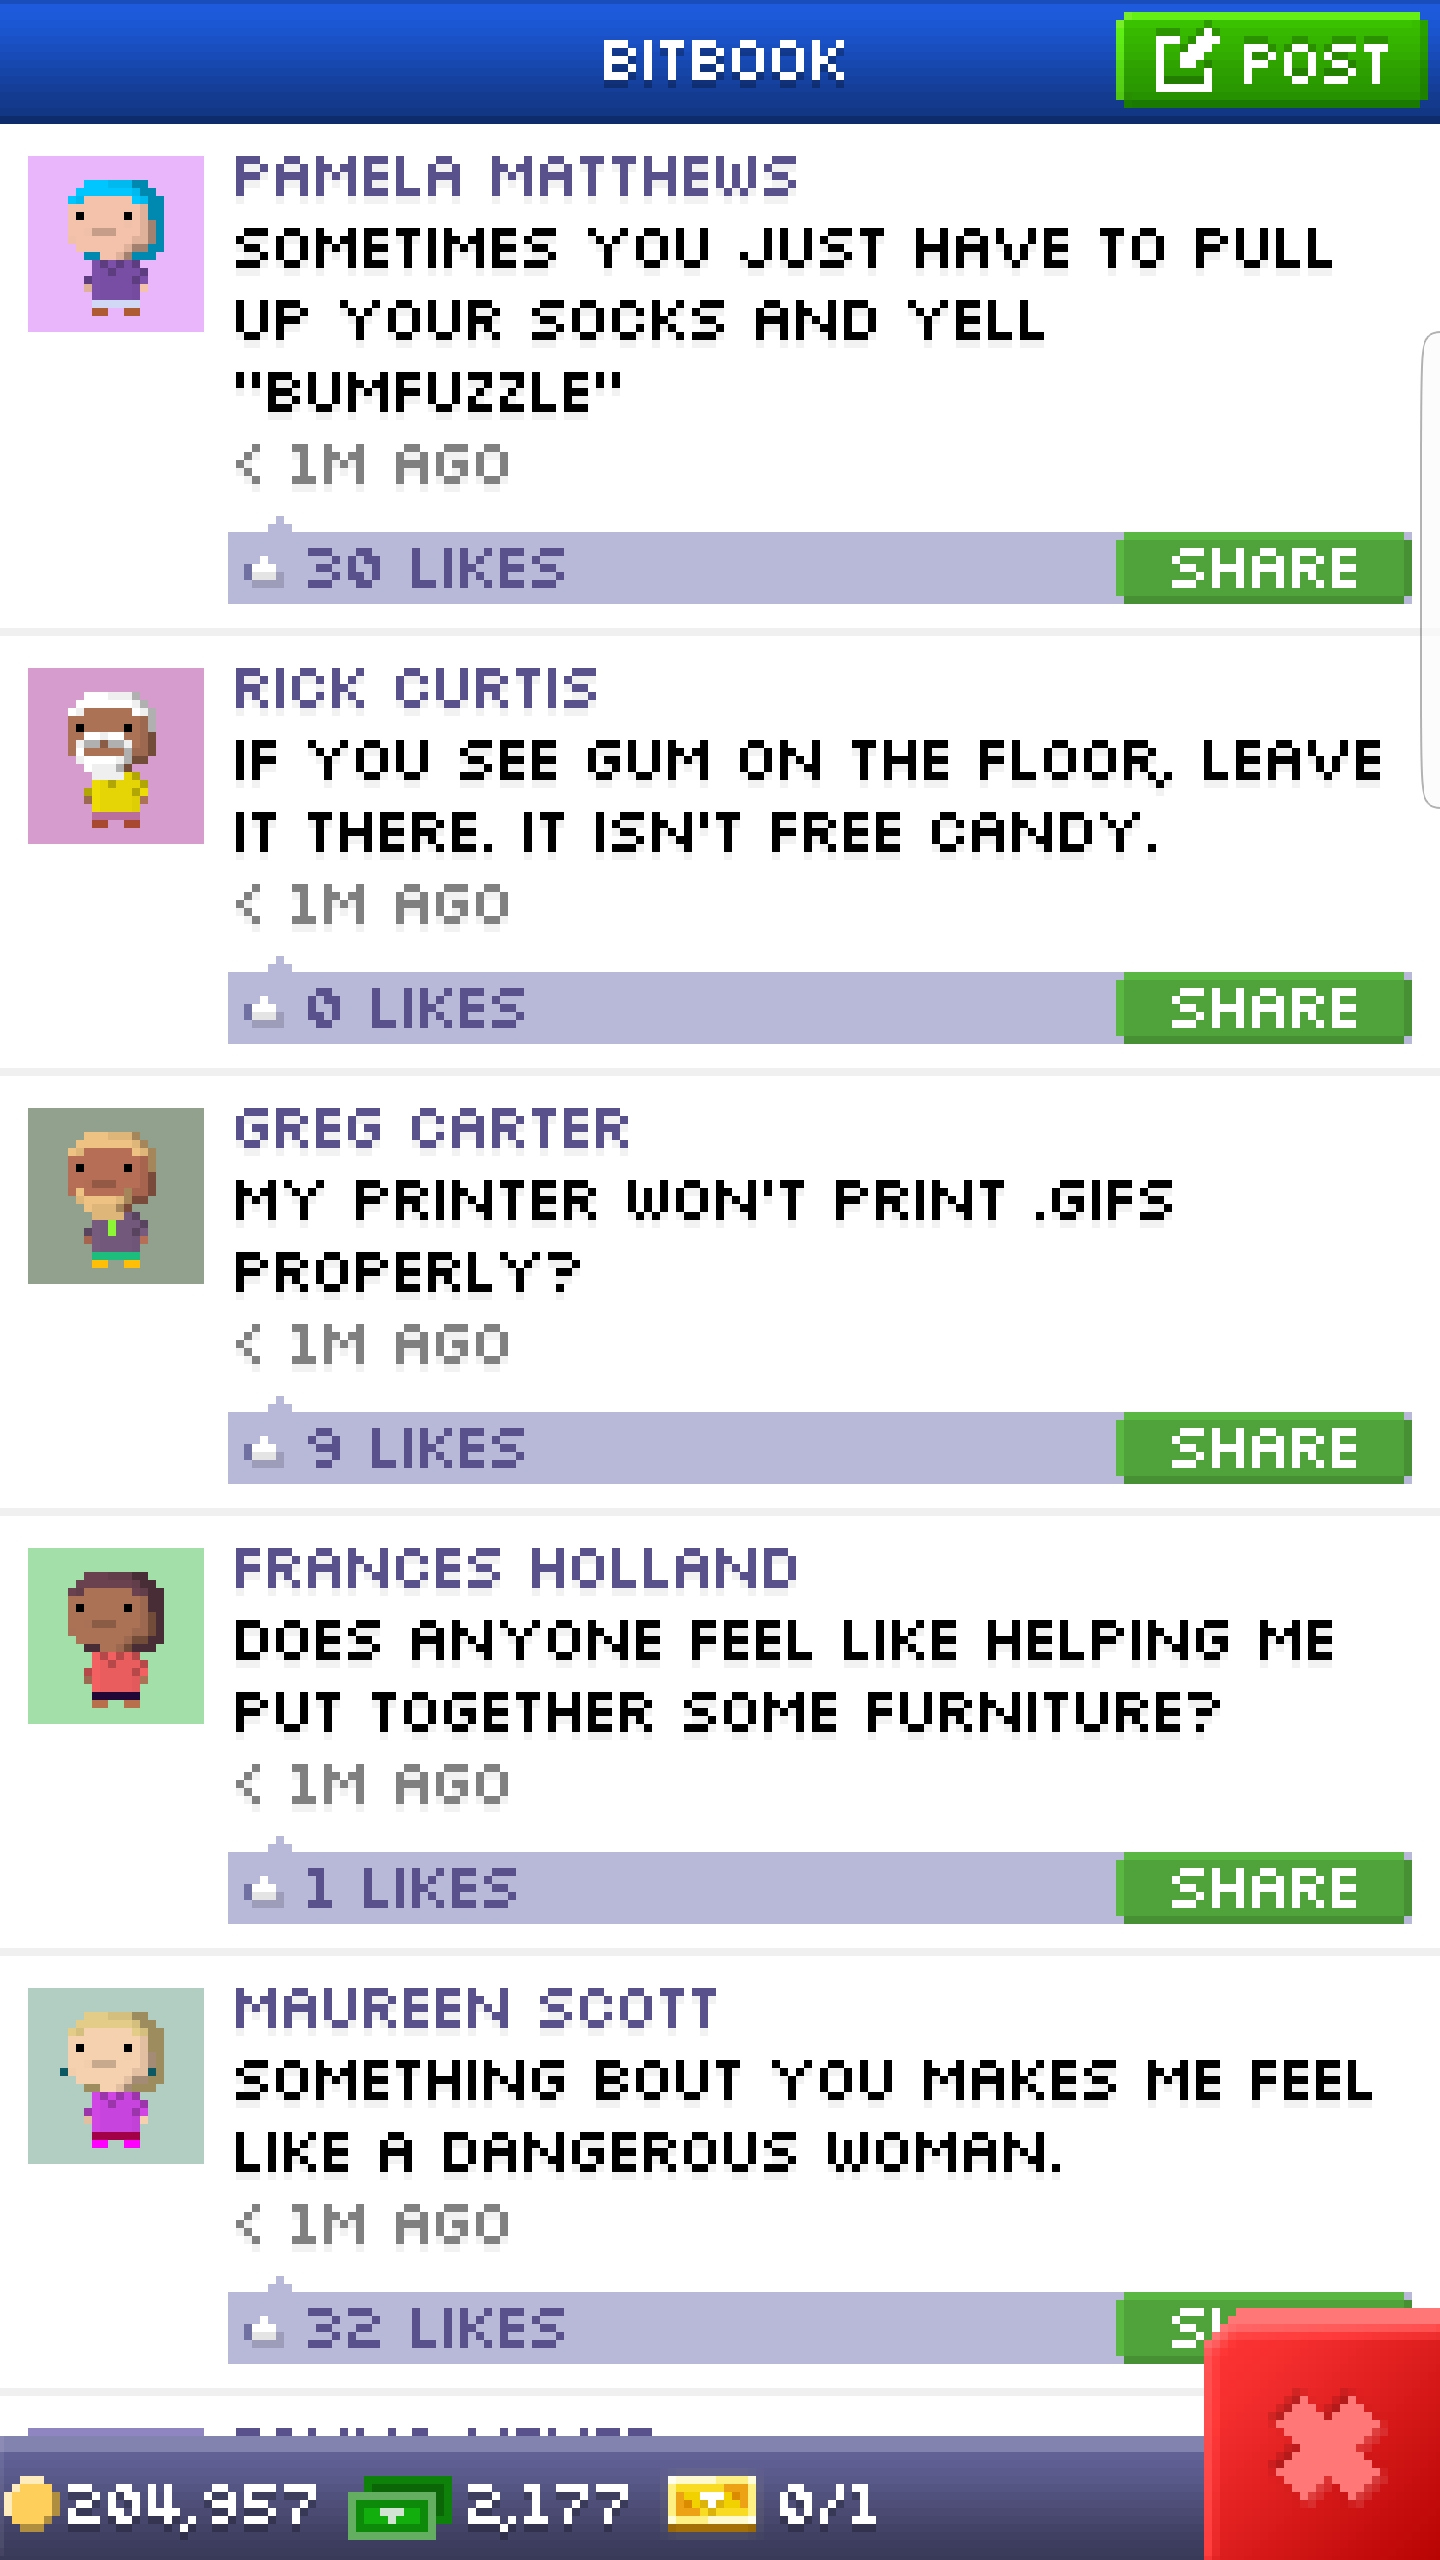 BITBOOK
POST
PAMELA MATTHEWS
SOMETIMES YOU JUST HAVE TO PULL
UP YOUR SOCKS AND YELL
"BUMFUZZLE"
< 1M AGO
30 LIKES
SHARE
RICK CURTIS
IF YOU SEE GUM ON THE FLOOR, LEAVE
IT THERE. IT ISN'T FREE CANDY.
< 1M AGO
0 LIKES
SHARE
GREG CARTER
MY PRINTER WON'T PRINT .GIFS
PROPERLY?
< 1M AGO
9 LIKES
SHARE
FRANCES HOLLAND
DOES ANYONE FEEL LIKE HELPING ME
PUT TOGETHER SOME FURNITURE?
< 1M AGO
1 LIKES
SHARE
MAUREEN SCOTT
SOMETHING BOUT YOU MAKES ME FEEL
LIKE A DANGEROUS WOMAN.
< 1M AGO
32 LIKES
204,957
2,177
0/1